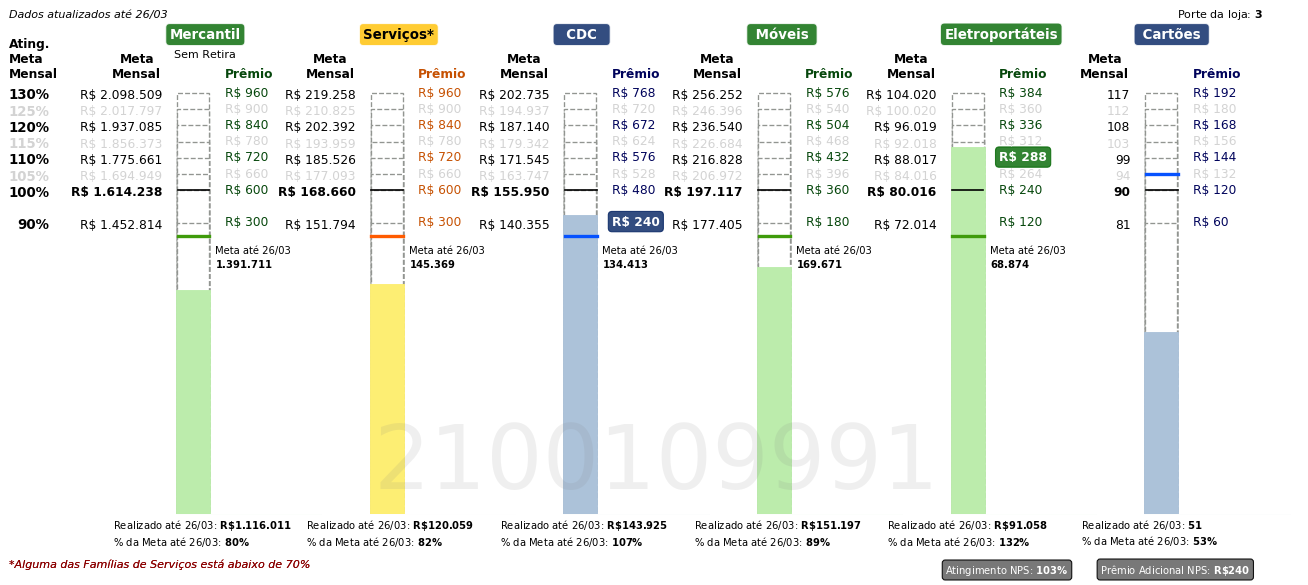 Dados atualizados até 26/03
Porte da loja: 3
Mercantil Serviços* CDC Móveis Eletroportáteis Cartões
Sem Retira
Ating. Meta Mensal
Meta Mensal Prêmio Meta Mensal Prêmio Meta Mensal Prêmio Meta Mensal Prêmio Meta Mensal Prêmio Meta Mensal Prêmio
130% R$ 2.098.509 R$ 960 R$ 219.258 R$ 960 R$ 202.735 R$ 768 R$ 256.252 R$ 576 R$ 104.020 R$ 384 117 R$ 192
125% R$ 2.017.797 R$ 900 R$ 210.825 R$ 900 R$ 194.937 R$ 720 R$ 246.396 R$ 540 R$ 100.020 R$ 360 112 R$ 180
120% R$ 1.937.085 R$ 840 R$ 202.392 R$ 840 R$ 187.140 R$ 672 R$ 236.540 R$ 504 R$ 96.019 R$ 336 108 R$ 168
115% R$ 1.856.373 R$ 780 R$ 193.959 R$ 780 R$ 179.342 R$ 624 R$ 226.684 R$ 468 R$ 92.018 R$ 312 103 R$ 156
110% R$ 1.775.661 R$ 720 R$ 185.526 R$ 720 R$ 171.545 R$ 576 R$ 216.828 R$ 432 R$ 88.017 R$ 288 99 R$ 144
105% R$ 1.694.949 R$ 660 R$ 177.093 R$ 660 R$ 163.747 R$ 528 R$ 206.972 R$ 396 R$ 84.016 R$ 264 94 R$ 132
100% R$ 1.614.238 R$ 600 R$ 168.660 R$ 600 R$ 155.950 R$ 480 R$ 197.117 R$ 360 R$ 80.016 R$ 240 90 R$ 120
90% R$ 1.452.814 R$ 300 R$ 151.794 R$ 300 R$ 140.355 R$ 240 R$ 177.405 R$ 180 R$ 72.014 R$ 120 81 R$ 60
Meta até 26/03 Meta até 26/03 Meta até 26/03 Meta até 26/03 Meta até 26/03
1.391.711 145.369 134.413 169.671 68.874
2100109991
Realizado até 26/03: R$1.116.011 Realizado até 26/03: R$120.059 Realizado até 26/03: R$143.925 Realizado até 26/03: R$151.197 Realizado até 26/03: R$91.058 Realizado até 26/03: 51
% da Meta até 26/03: 80% % da Meta até 26/03: 82% % da Meta até 26/03: 107% % da Meta até 26/03: 89% % da Meta até 26/03: 132% % da Meta até 26/03: 53%
*Alguma das Famílias de Serviços está abaixo de 70%
Atingimento NPS: 103% Prêmio Adicional NPS: R$240